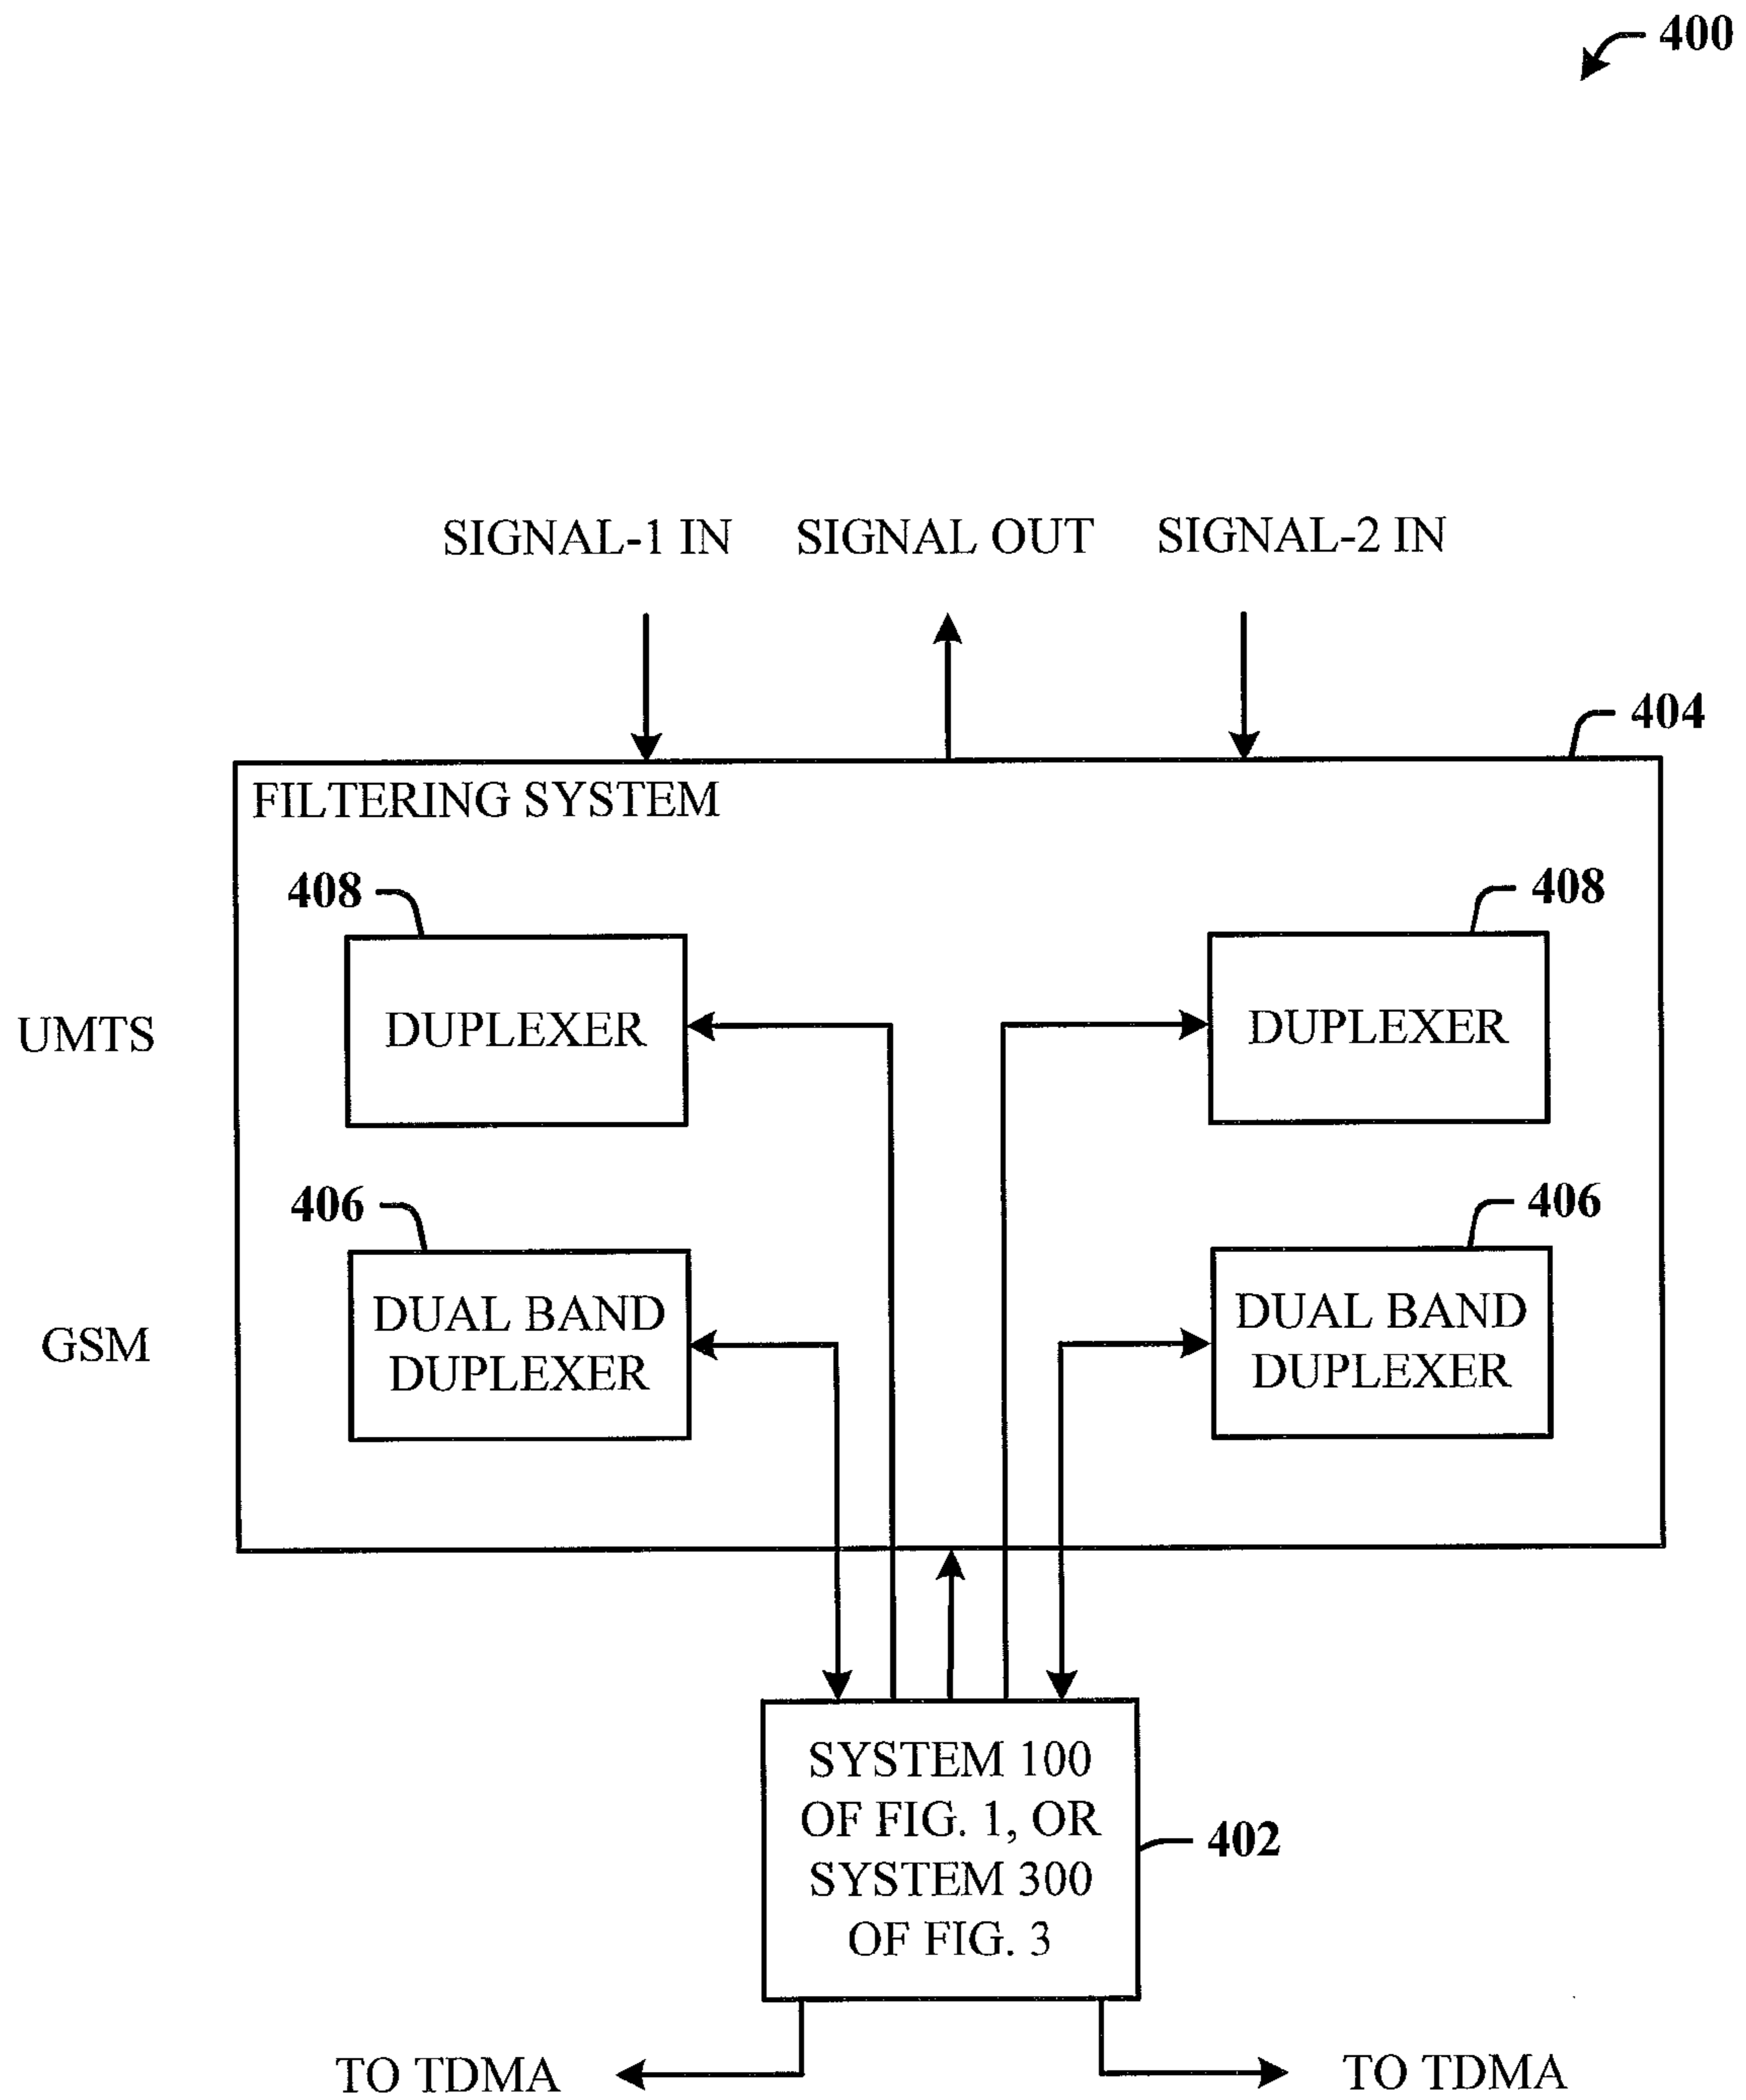 400
SIGNAL-1 IN SIGNAL OUT SIGNAL-2 IN
404
FILTERING SYSTEM
408 408
UMTS DUPLEXER DUPLEXER
406 406
GSM
DUAL BAND
DUPLEXER
DUAL BAND
DUPLEXER
SYSTEM 100
OF FIG. 1, OR
SYSTEM 300
OF FIG. 3
402
TO TDMA TO TDMA